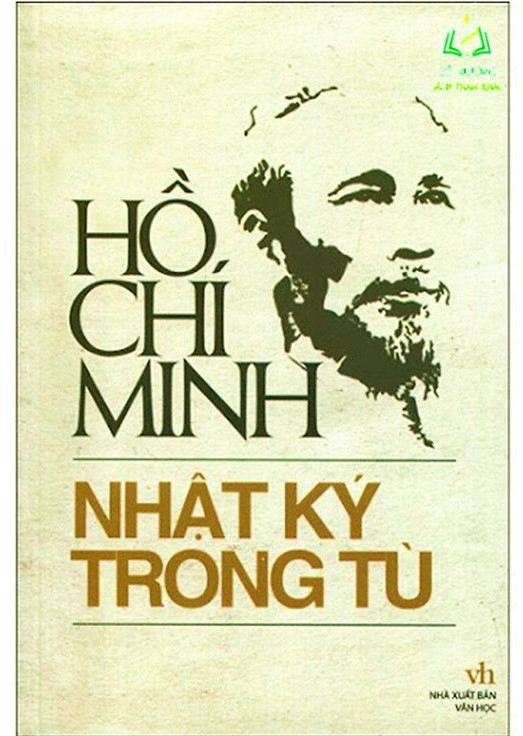 HỒ
CHÍ
MINH
NHẬT KÝ
TRONG TÙ
vh
NHÀ XUẤT BẢN
VĂN HỌC